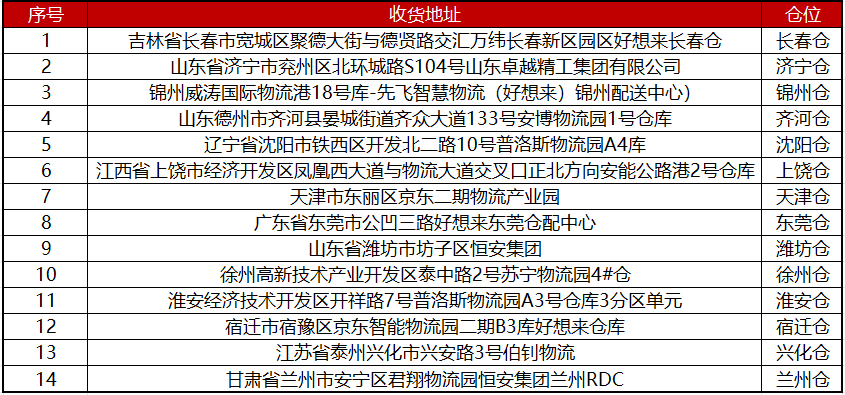 序号 收货地址 仓位
1 吉林省长春市宽城区聚德大街与德贤路交汇万纬长春新区园区好想来长春仓 长春仓
2 山东省济宁市兖州区北环城路S104号山东卓越精工集团有限公司 济宁仓
3 锦州威涛国际物流港18号库-先飞智慧物流（好想来）锦州配送中心） 锦州仓
4 山东德州市齐河县晏城街道齐众大道133号安博物流园1号仓库 齐河仓
5 辽宁省沈阳市铁西区开发北二路10号普洛斯物流园A4库 沈阳仓
6 江西省上饶市经济开发区凤凰西大道与物流大道交叉口正北方向安能公路港2号仓库 上饶仓
7 天津市东丽区京东二期物流产业园 天津仓
8 广东省东莞市公凹三路好想来东莞仓配中心 东莞仓
9 山东省潍坊市坊子区恒安集团 潍坊仓
10 徐州高新技术产业开发区泰中路2号苏宁物流园4#仓 徐州仓
11 淮安经济技术开发区开祥路7号普洛斯物流园A3号仓库3分区单元 淮安仓
12 宿迁市宿豫区京东智能物流园二期B3库好想来仓库 宿迁仓
13 江苏省泰州兴化市兴安路3号伯钊物流 兴化仓
14 甘肃省兰州市安宁区君翔物流园恒安集团兰州RDC 兰州仓